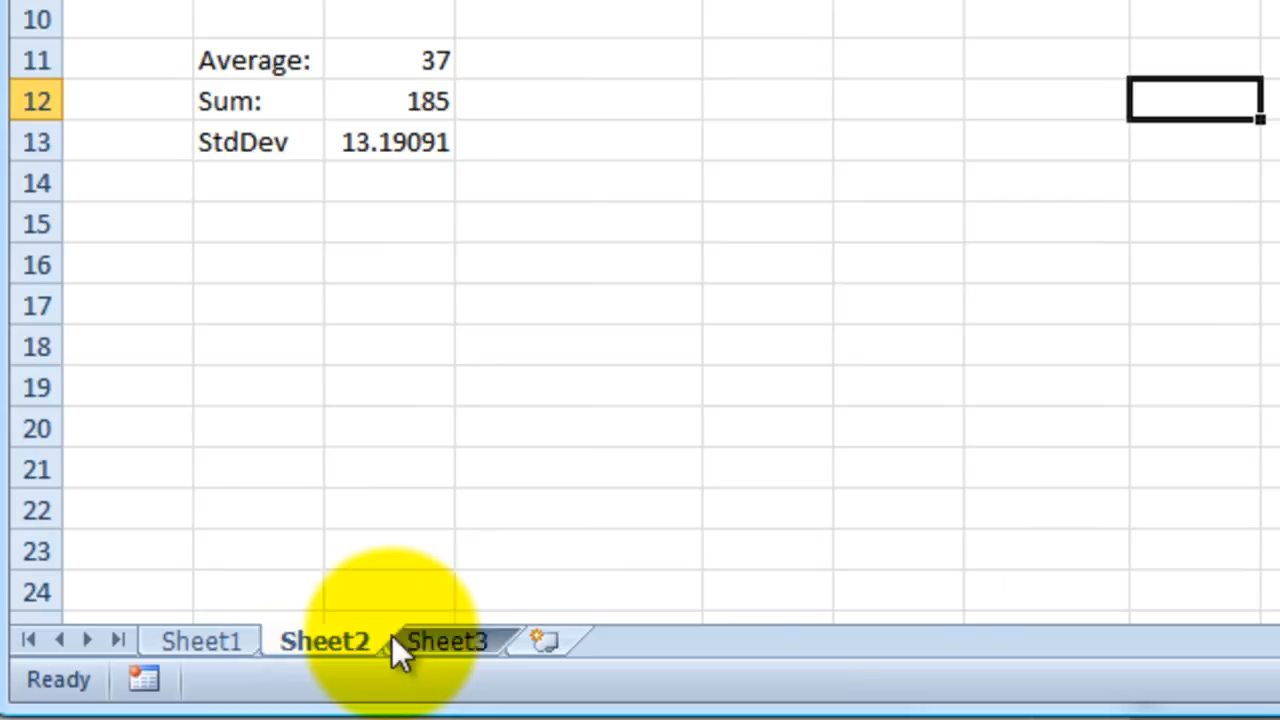 10
11 Average: 37
12 Sum: 185
13 StdDev 13.19091
14
15
16
17
18
19
20
21
22
23
24
Sheet1 Sheet2 Sheet3
Ready